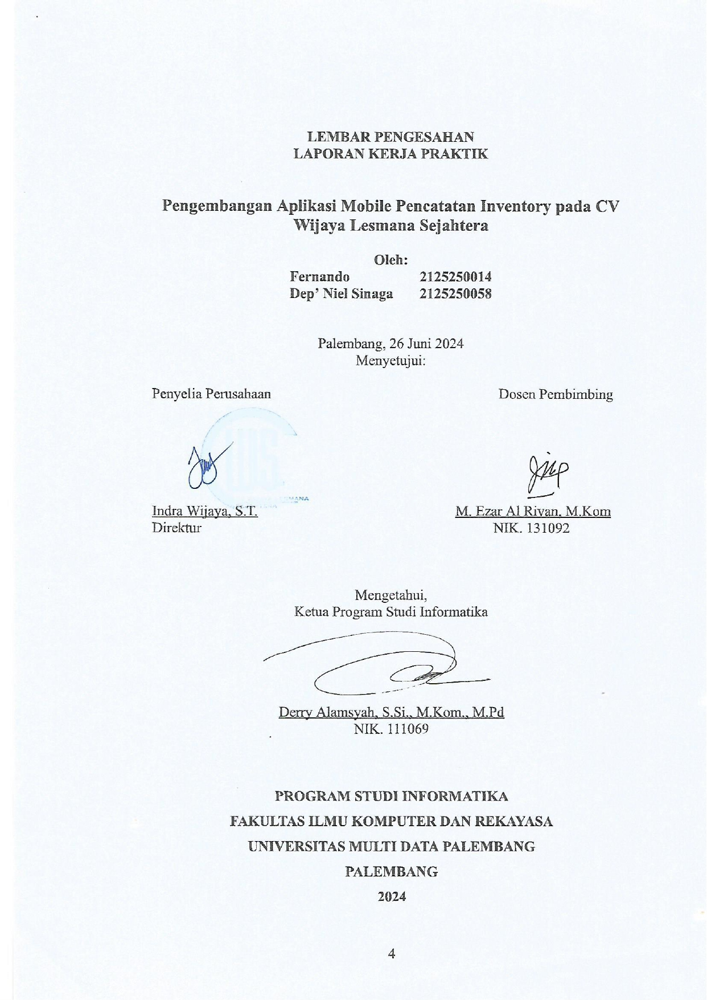 LEMBAR PENGESAHAN
LAPORAN KERJA PRAKTIK
Pengembangan Aplikasi Mobile Pencatatan Inventory pada CV
Wijaya Lesmana Sejahtera
Oleh:
Fernando 2125250014
Dep’ Niel Sinaga 2125250058
Palembang, 26 Juni 2024
Menyetujui:
Penyelia Perusahaan Dosen Pembimbing
Indra Wijaya, S.T. M. Ezar Al Rivan, M.Kom
Direktur NIK. 131092
Mengetahui,
Ketua Program Studi Informatika
Derry Alamsyah, S.Si., M.Kom., M.Pd
NIK. 111069
PROGRAM STUDI INFORMATIKA
FAKULTAS ILMU KOMPUTER DAN REKAYASA
UNIVERSITAS MULTI DATA PALEMBANG
PALEMBANG
2024
4